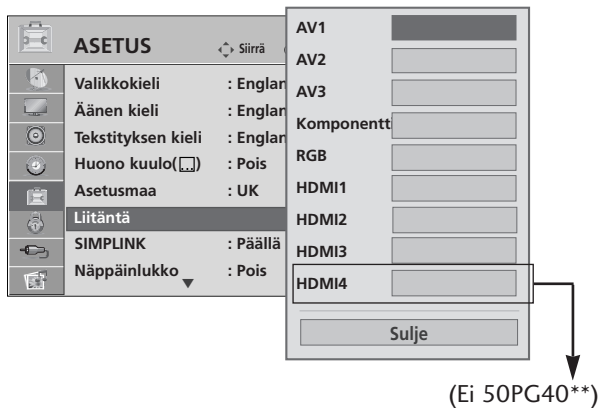 ASETUS
Siirrä
Valikkokieli : Englan
Äänen kieli : Englan
Tekstityksen kieli : Englan
Huono kuulo( ) : Pois
Asetusmaa : UK
Liitäntä
SIMPLINK : Päällä
Näppäinlukko : Pois
AV1
AV2
AV3
Komponentt
RGB
HDMI1
HDMI2
HDMI3
HDMI4
Sulje
(Ei 50PG40**)